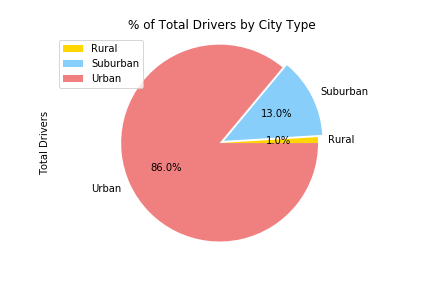 % of Total Drivers by City Type
Rural
Suburban
Urban
Total Drivers
Suburban
13.0%
1.0%
Rural
86.0%
Urban